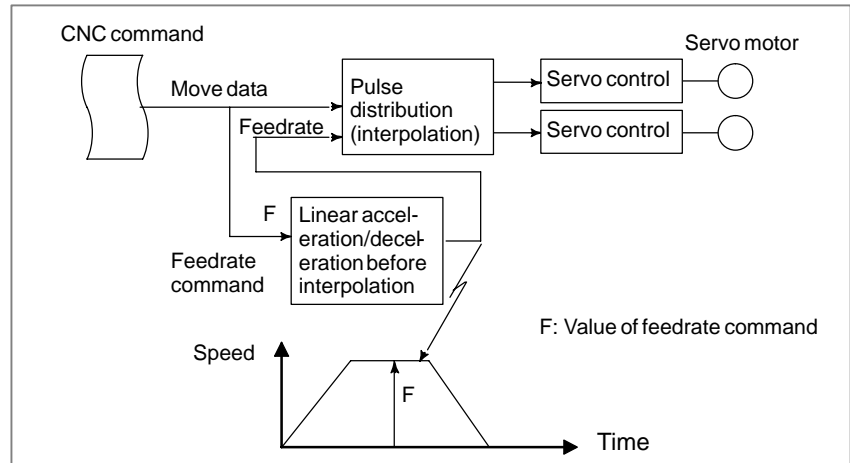 CNC command
Servo motor
Move data
Feedrate
Pulse
distribution
(interpolation)
Servo control
Servo control
F
Feedrate
command
Linear accel-
eration/decel-
eration before
interpolation
F: Value of feedrate command
Speed
F
Time